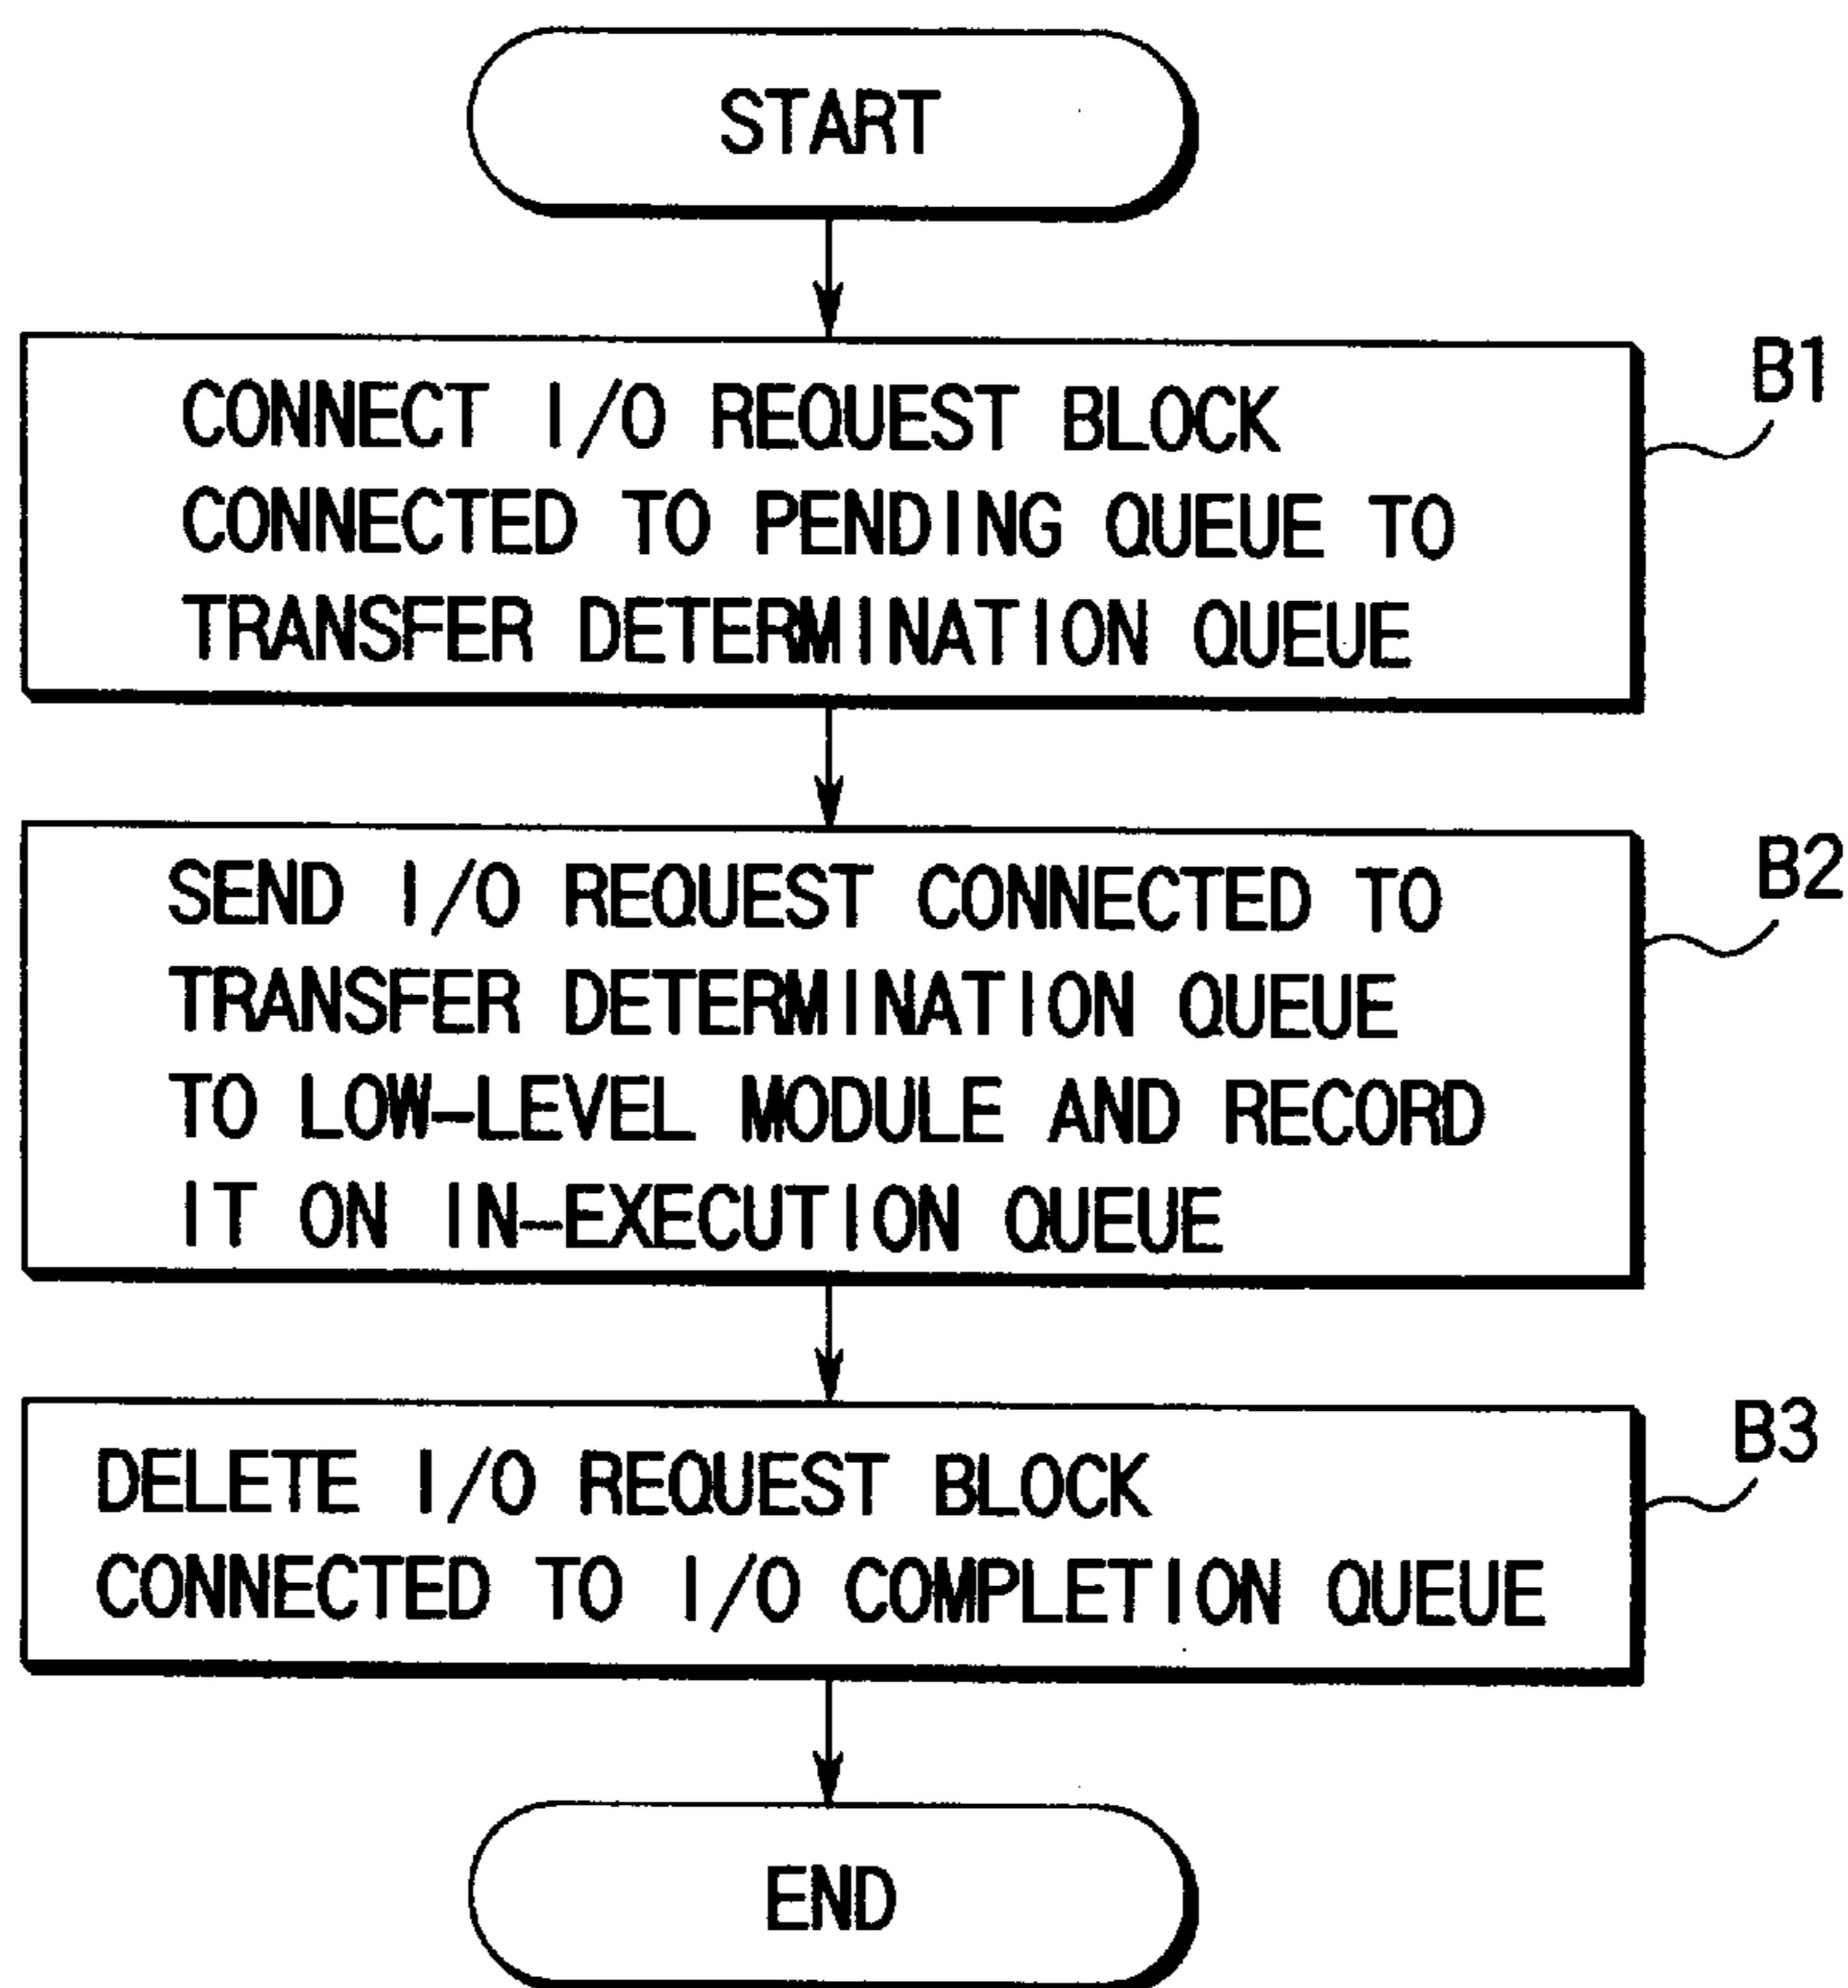 START
CONNECT I/O REQUEST BLOCK
CONNECTED TO PENDING QUEUE TO
TRANSFER DETERMINATION QUEUE
B1
SEND I/O REQUEST CONNECTED TO
TRANSFER DETERMINATION QUEUE
TO LOW-LEVEL MODULE AND RECORD
IT ON IN-EXECUTION QUEUE
B2
DELETE I/O REQUEST BLOCK
CONNECTED TO I/O COMPLETION QUEUE
B3
END